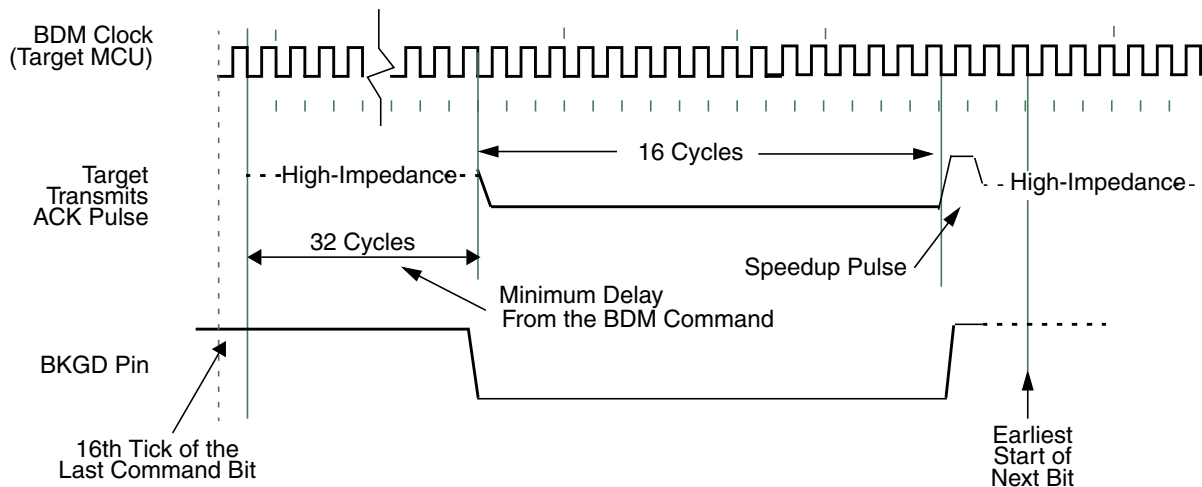 BDM Clock
(Target MCU)
16 Cycles
Target
Transmits
ACK Pulse
High-Impedance
High-Impedance
32 Cycles
Speedup Pulse
Minimum Delay
From the BDM Command
BKGD Pin
16th Tick of the
Last Command Bit
Earliest
Start of
Next Bit